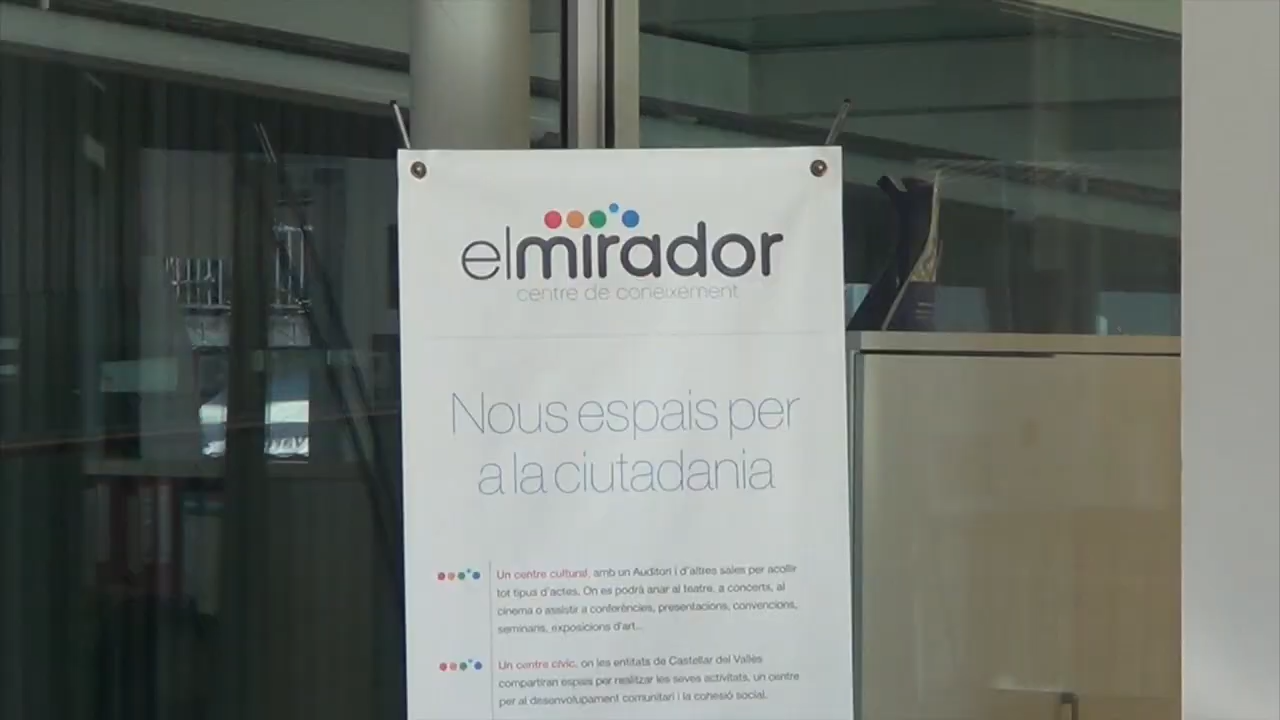 elmirador
centre de coneixement
Nous espais per
a la ciutadania
Un centre cultural, amb un Auditori i d'altres sales per acollir
tot tipus d'actes. On es podrà anar al teatre, a concerts, al
cinema o assistir a conferències, presentacions, convencions,
seminaris, exposicions d'art...
Un centre cívic, on les entitats de Castellar del Vallès
compartiran espais per realitzar les seves activitats, un centre
per al desenvolupament comunitari i la cohesió social.